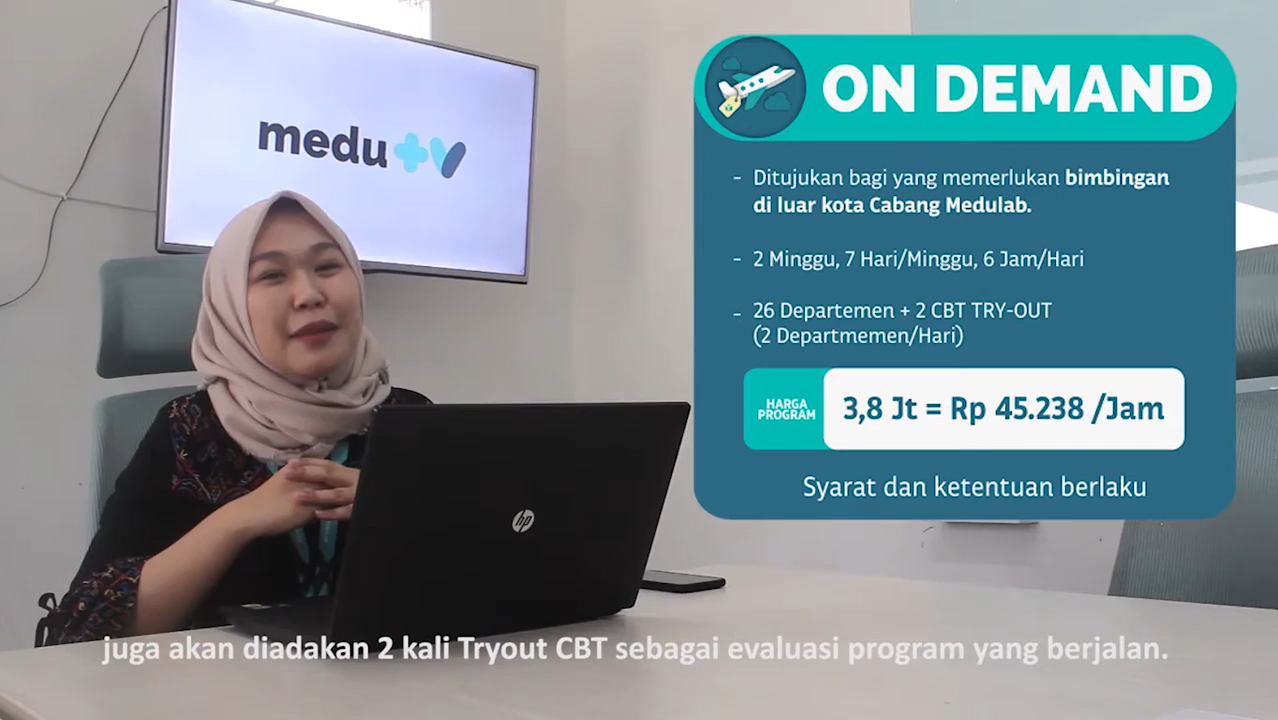 medu
ON DEMAND
- Ditujukan bagi yang memerlukan bimbingan
di luar kota Cabang Medulab.
- 2 Minggu, 7 Hari/Minggu, 6 Jam/Hari
- 26 Departemen + 2 CBT TRY-OUT
(2 Departmemen/Hari)
HARGA
PROGRAM
3,8 Jt = Rp 45.238 /Jam
Syarat dan ketentuan berlaku
hp
juga akan diadakan 2 kali Tryout CBT sebagai evaluasi program yang berjalan.